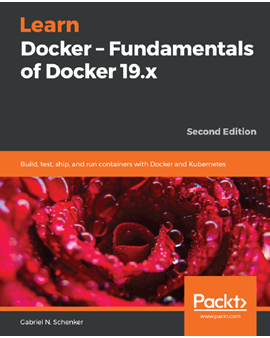 Learn
Docker – Fundamentals
of Docker 19.x
Second Edition
Build, test, ship, and run containers with Docker and Kubernetes
Packt>
www.packt.com
Gabriel N. Schenker